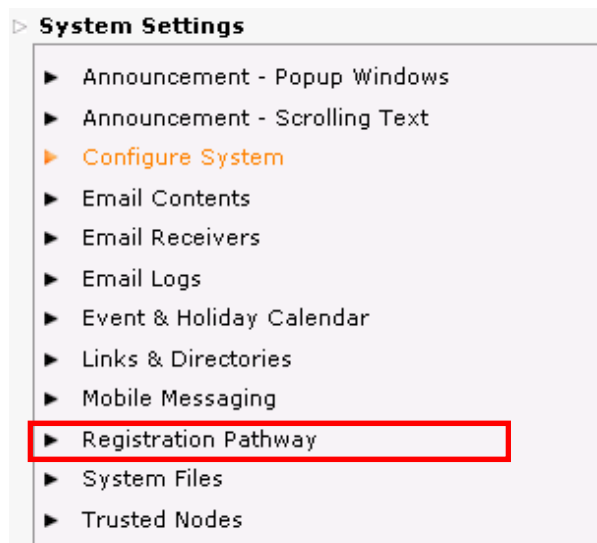 System Settings
Announcement - Popup Windows
Announcement - Scrolling Text
Configure System
Email Contents
Email Receivers
Email Logs
Event & Holiday Calendar
Links & Directories
Mobile Messaging
Registration Pathway
System Files
Trusted Nodes